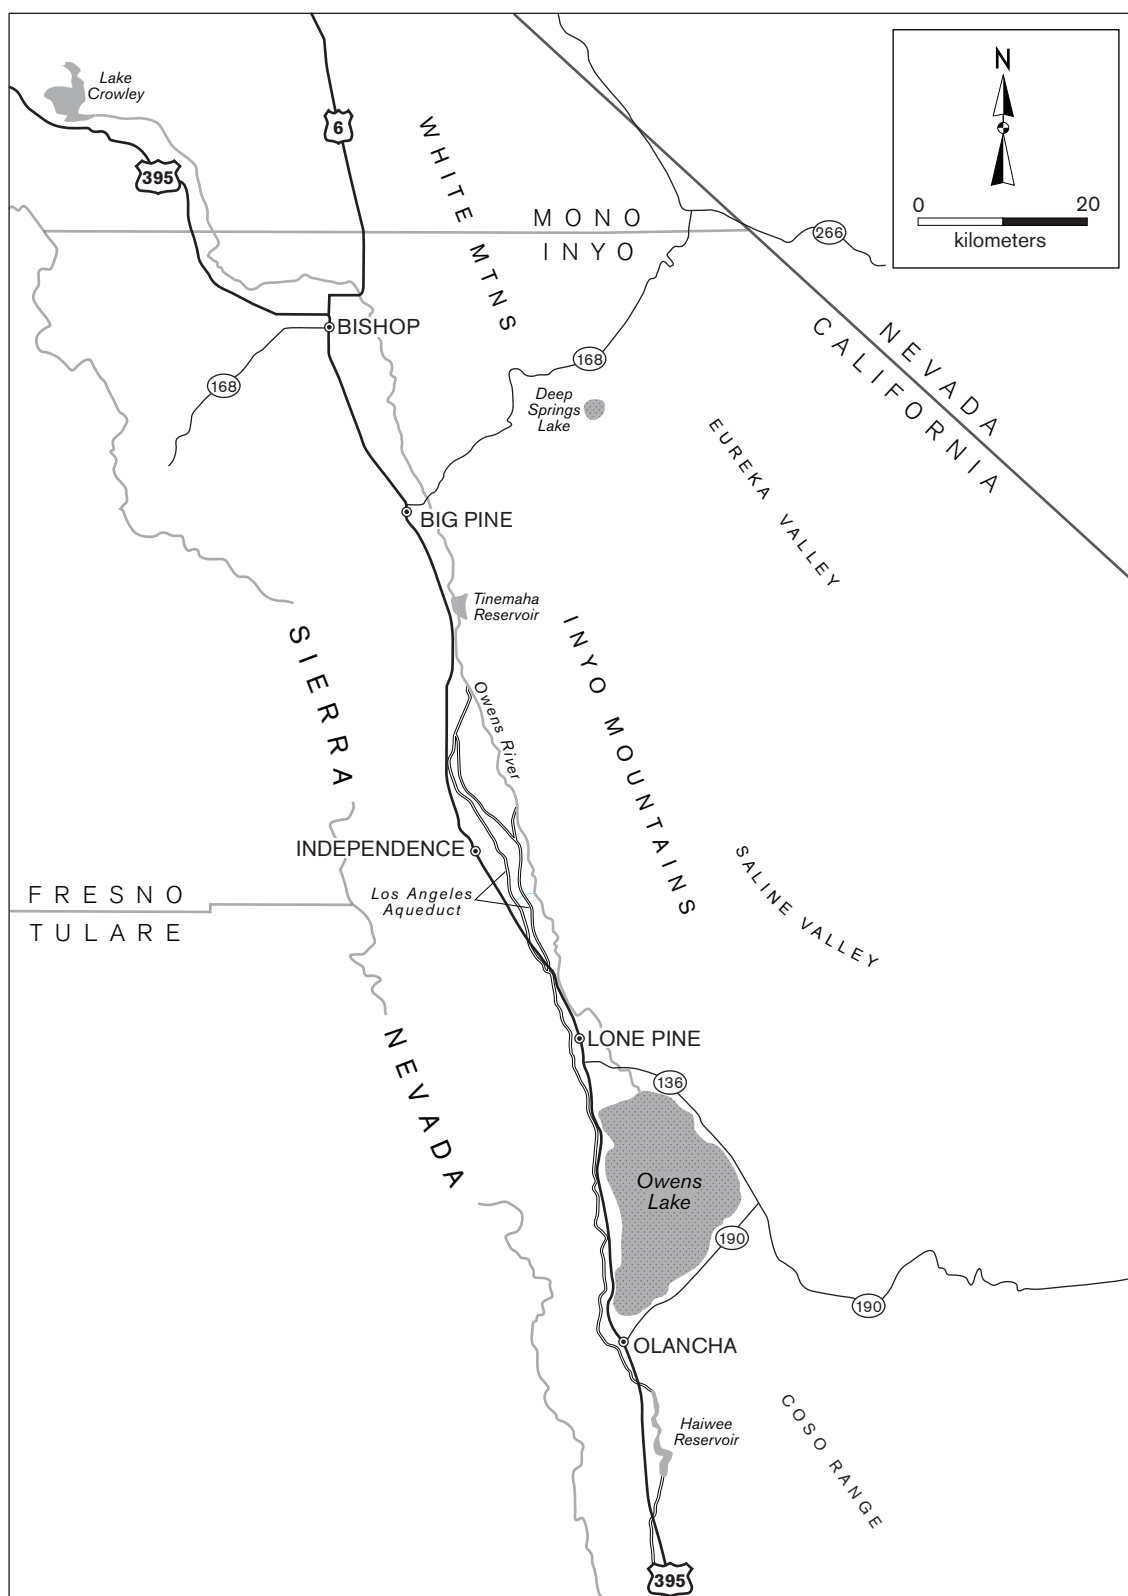 Lake
Crowley
N
6
395
WHITE MTNS
0 20
kilometers
MONO
INYO
266
BISHOP
NEVADA
CALIFORNIA
168
168
Deep
Springs
Lake
EUREKA VALLEY
BIG PINE
Tinemaha
Reservoir
SIERRA
INYO MOUNTAINS
Owens River
INDEPENDENCE
SALINE VALLEY
Los Angeles
Aqueduct
FRESNO
TULARE
NEVADA
LONE PINE
136
Owens
Lake
190
190
OLANCHA
COSO RANGE
Haiwee
Reservoir
395